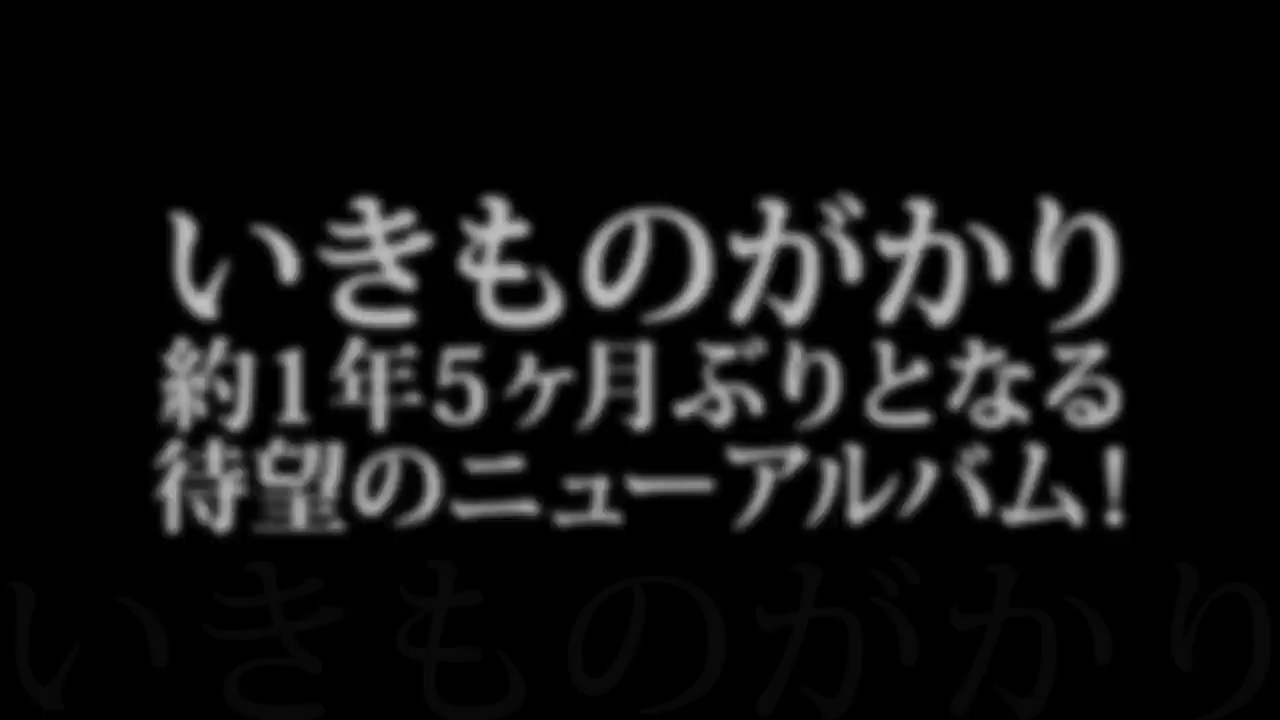 いきものがかり
約1年5ヶ月ぶりとなる
待望のニューアルバム!
いきものがかり